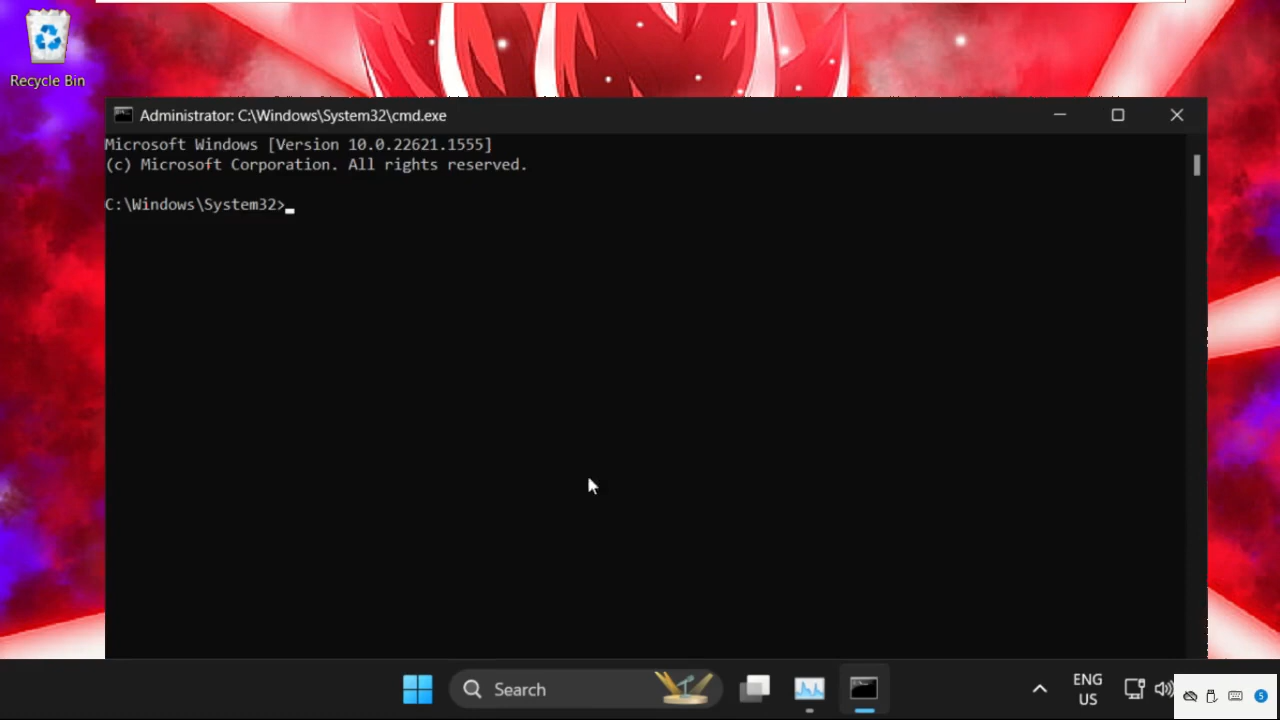 Recycle Bin
Administrator: C:\Windows\System32\cmd.exe
Microsoft Windows [Version 10.0.22621.1555]
(c) Microsoft Corporation. All rights reserved.
C:\Windows\System32>
Search
ENG
US
5